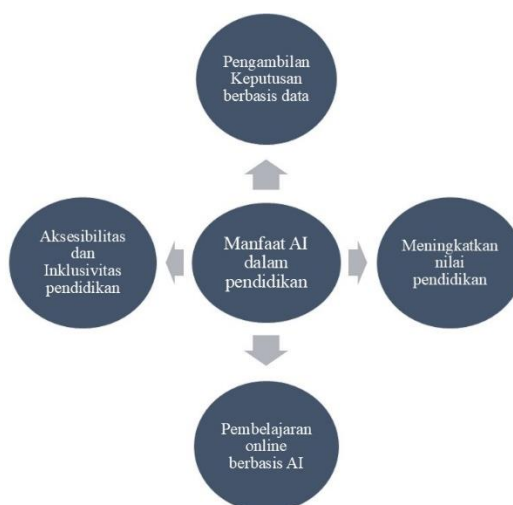 Pengambilan
Keputusan
berbasis data
Aksesibilitas
dan
Inklusivitas
pendidikan
Manfaat AI
dalam
pendidikan
Meningkatkan
nilai
pendidikan
Pembelajaran
online
berbasis AI